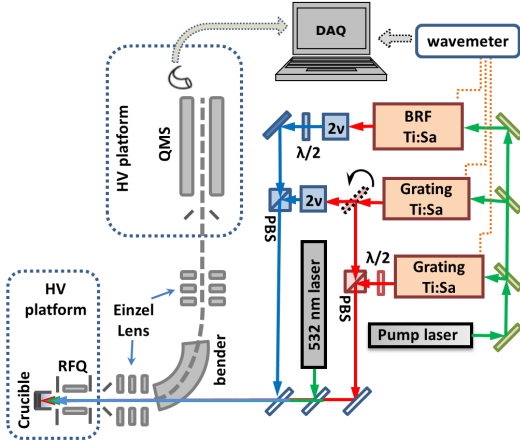 DAQ
wavemeter
HV platform
QMS
BRF
Ti:Sa
2ν
λ/2
Grating
Ti:Sa
2ν
PBS
λ/2
Grating
Ti:Sa
PBS
532 nm laser
Pump laser
HV
platform
Einzel
Lens
bender
RFQ
Crucible